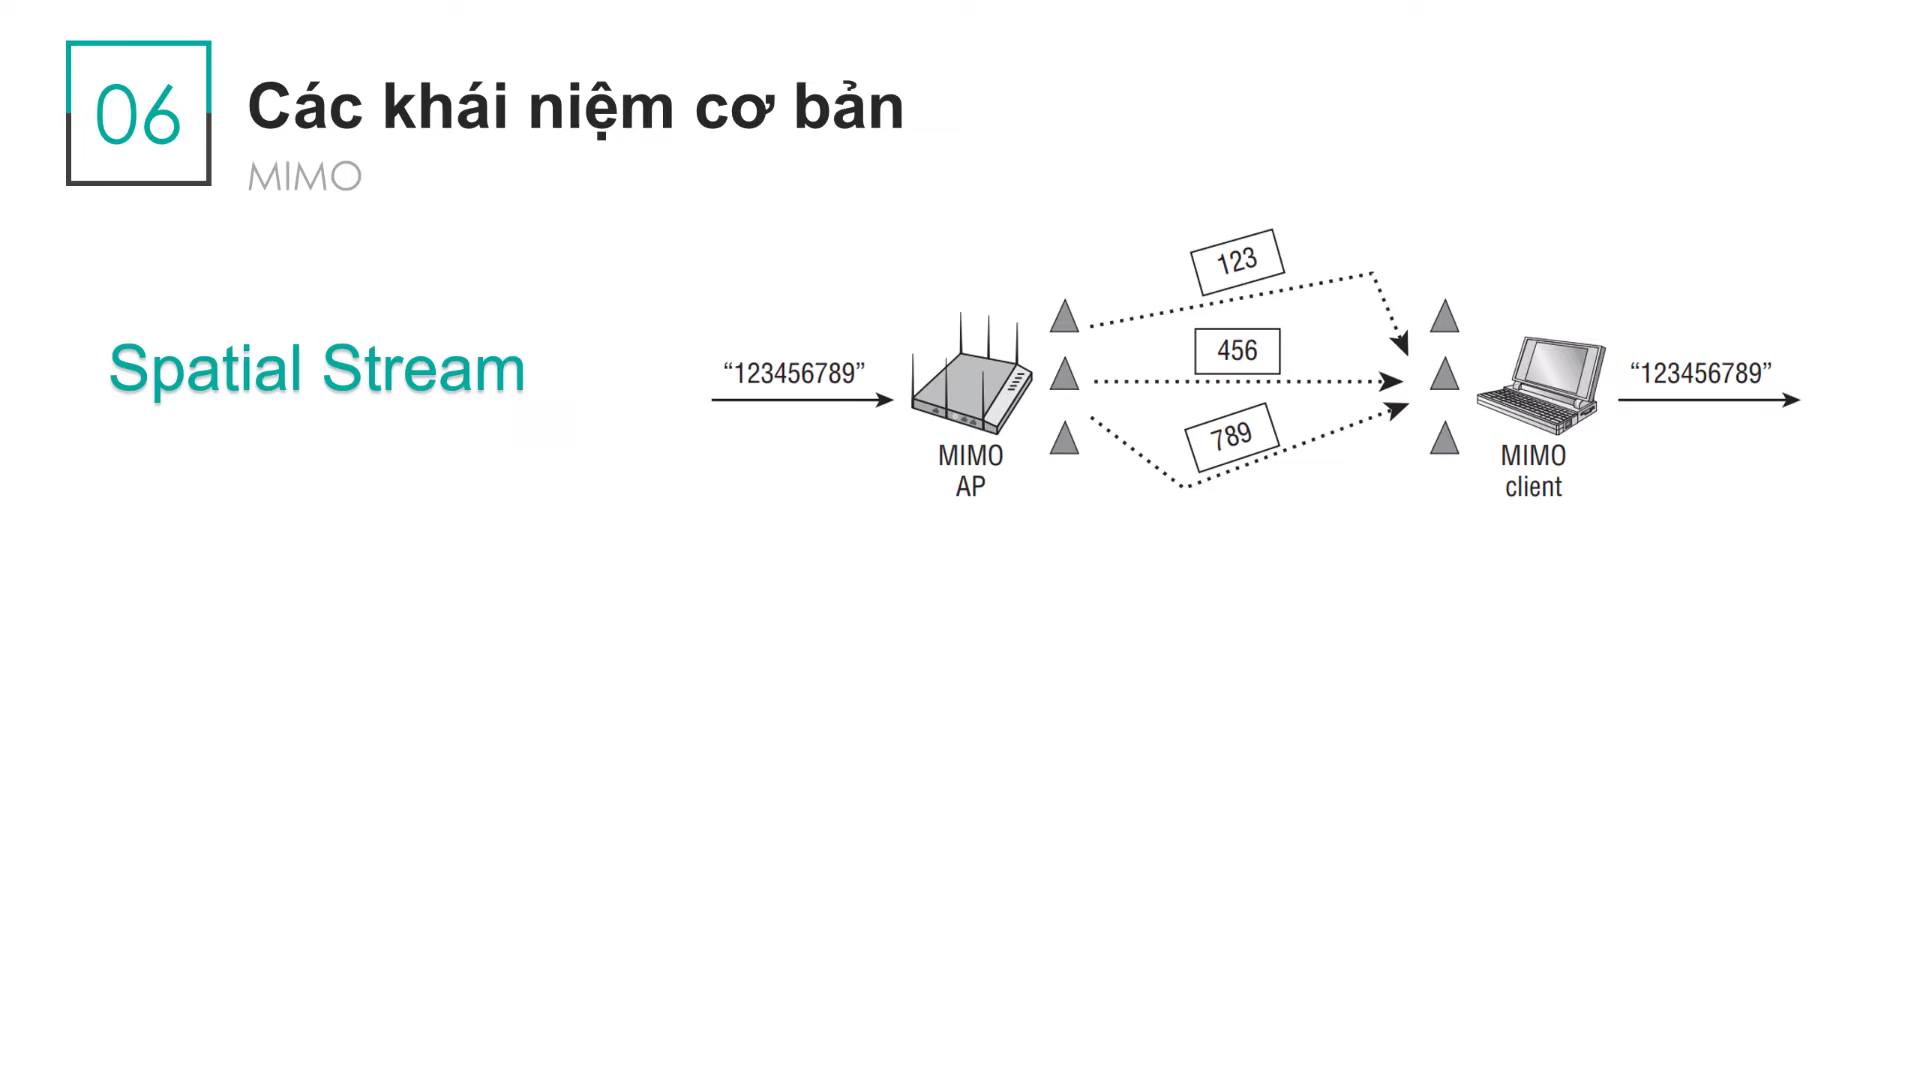 06
Các khái niệm cơ bản
MIMO
Spatial Stream
“123456789”
MIMO
AP
123
456
789
MIMO
client
“123456789”